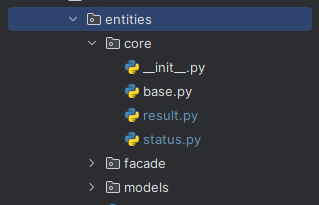 entities
core
__init__.py
base.py
result.py
status.py
facade
models